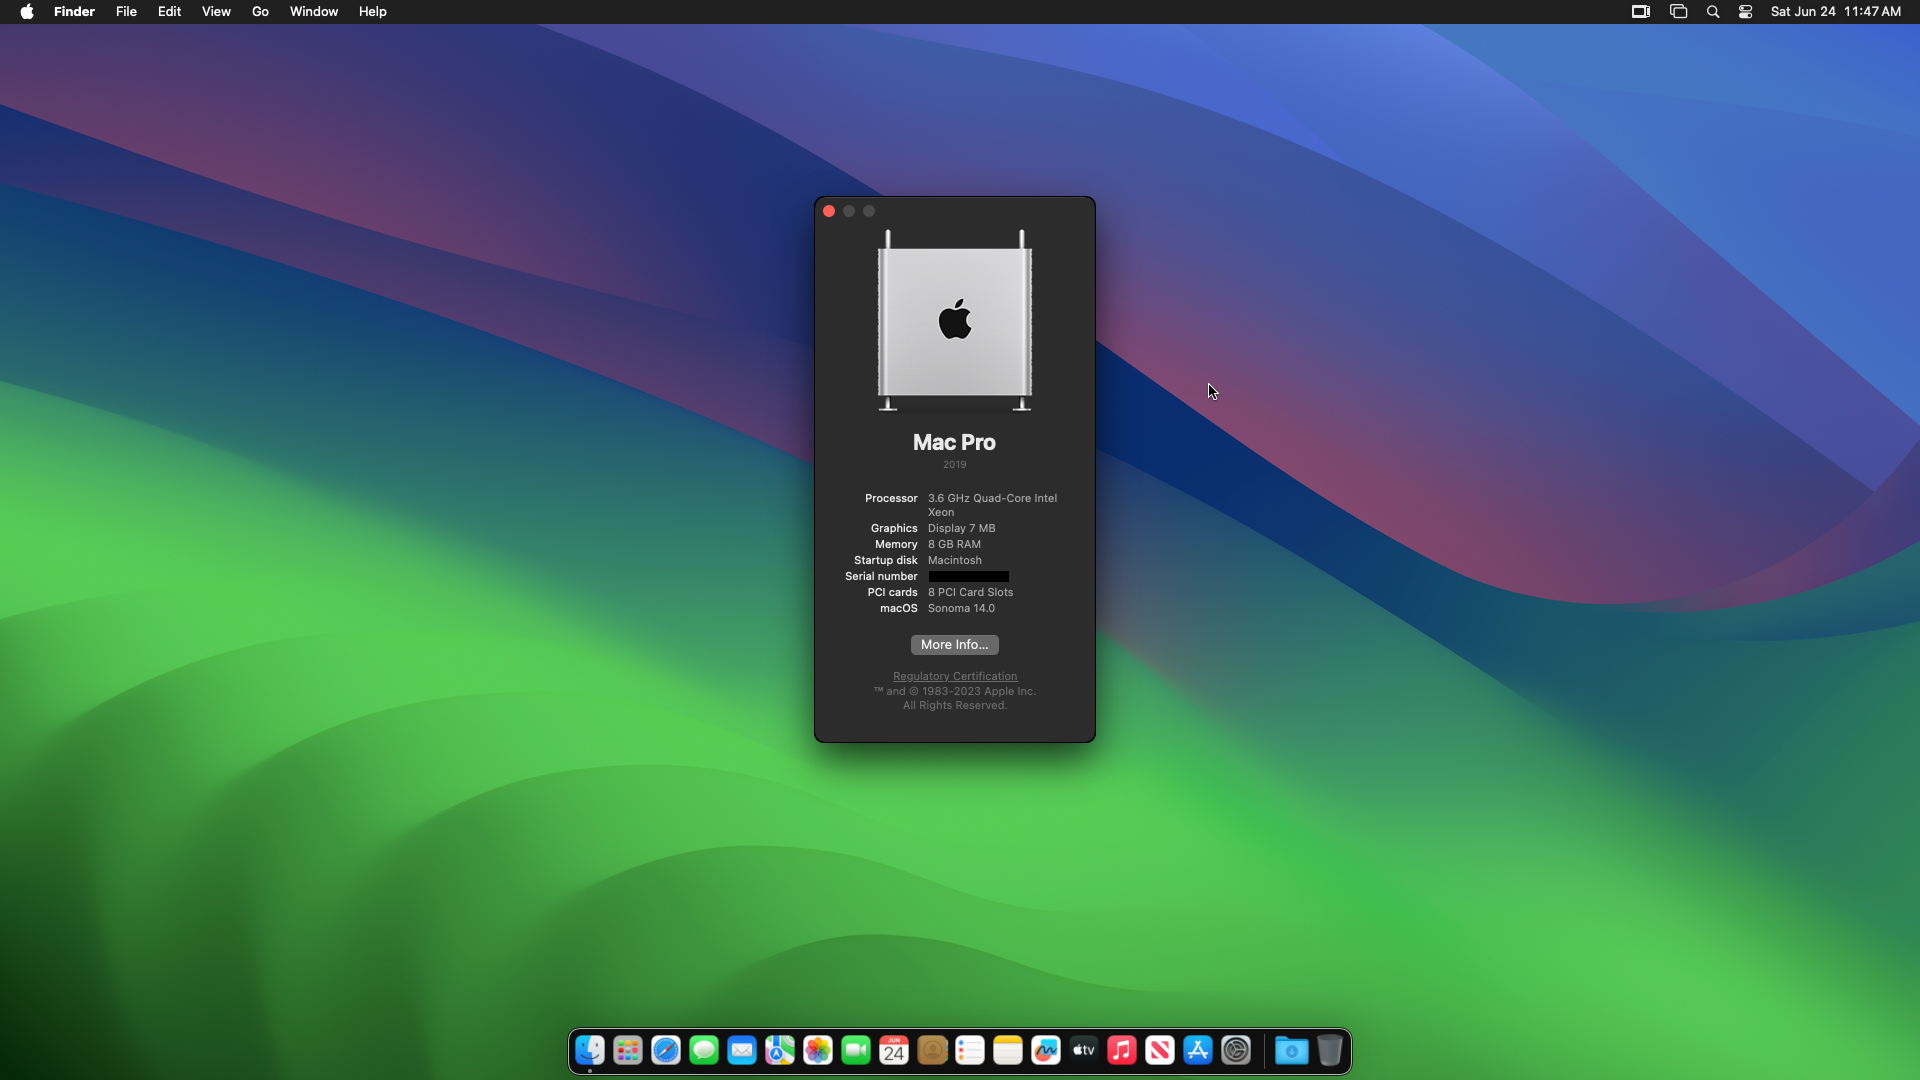 Finder File Edit View Go Window Help Sat Jun 24 11:47 AM
Mac Pro
2019
Processor 3.6 GHz Quad-Core Intel
Xeon
Graphics Display 7 MB
Memory 8 GB RAM
Startup disk Macintosh
Serial number
PCI cards 8 PCI Card Slots
macOS Sonoma 14.0
More Info...
Regulatory Certification
™ and © 1983-2023 Apple Inc.
All Rights Reserved.
JUN
24
tv